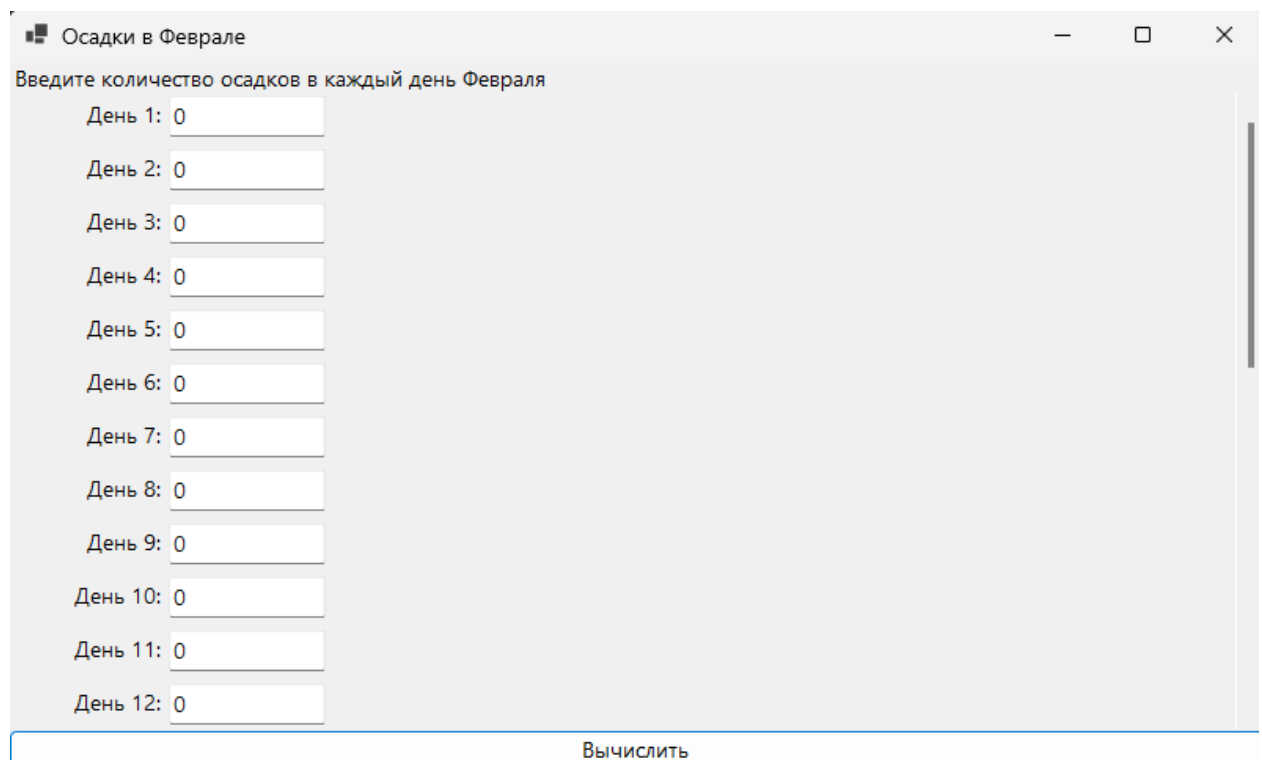 Осадки в Феврале
Введите количество осадков в каждый день Февраля
День 1: 0
День 2: 0
День 3: 0
День 4: 0
День 5: 0
День 6: 0
День 7: 0
День 8: 0
День 9: 0
День 10: 0
День 11: 0
День 12: 0
Вычислить